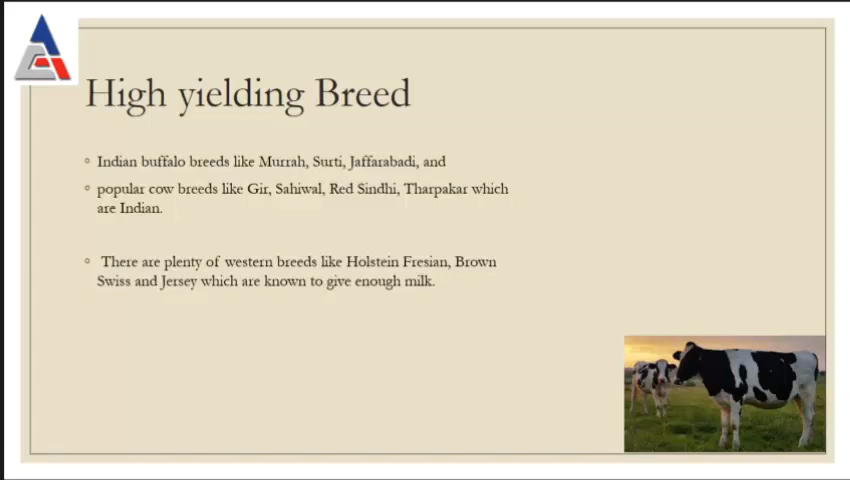 High yielding Breed
Indian buffalo breeds like Murrah, Surti, Jaffarabadi, and
popular cow breeds like Gir, Sahiwal, Red Sindhi, Tharpakar which
are Indian.
There are plenty of western breeds like Holstein Fresian, Brown
Swiss and Jersey which are known to give enough milk.